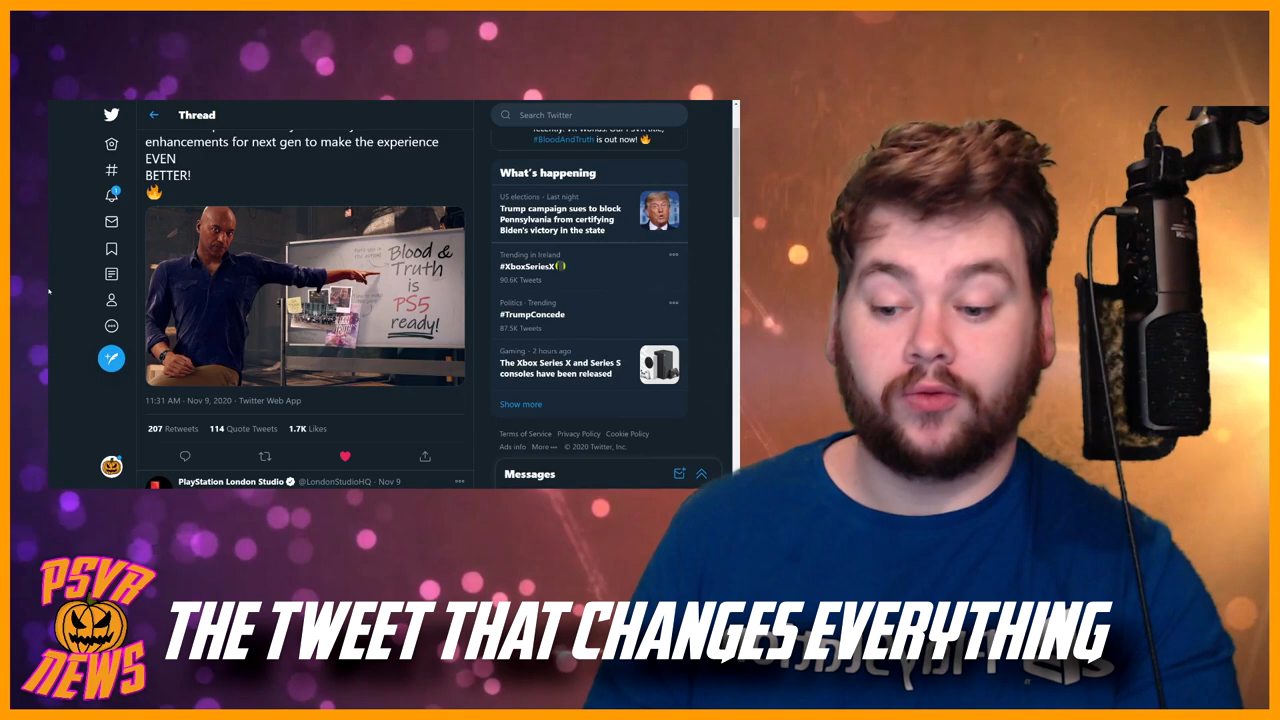 Thread
enhancements for next gen to make the experience
EVEN
BETTER!
Blood &
Truth
is
PS5
ready!
11:31 AM · Nov 9, 2020 · Twitter Web App
207 Retweets 114 Quote Tweets 1.7K Likes
PlayStation London Studio @LondonStudioHQ · Nov 9
Search Twitter
#BloodAndTruth is out now!
What's happening
US elections · Last night
Trump campaign sues to block
Pennsylvania from certifying
Biden's victory in the state
Trending in Ireland
#XboxSeriesX
90.6K Tweets
Politics · Trending
#TrumpConcede
87.5K Tweets
Gaming · 2 hours ago
The Xbox Series X and Series S
consoles have been released
Show more
Terms of Service Privacy Policy Cookie Policy
Ads info More © 2020 Twitter, Inc.
Messages
1
PSVR
NEWS
THE TWEET THAT CHANGES EVERYTHING
PlayStation